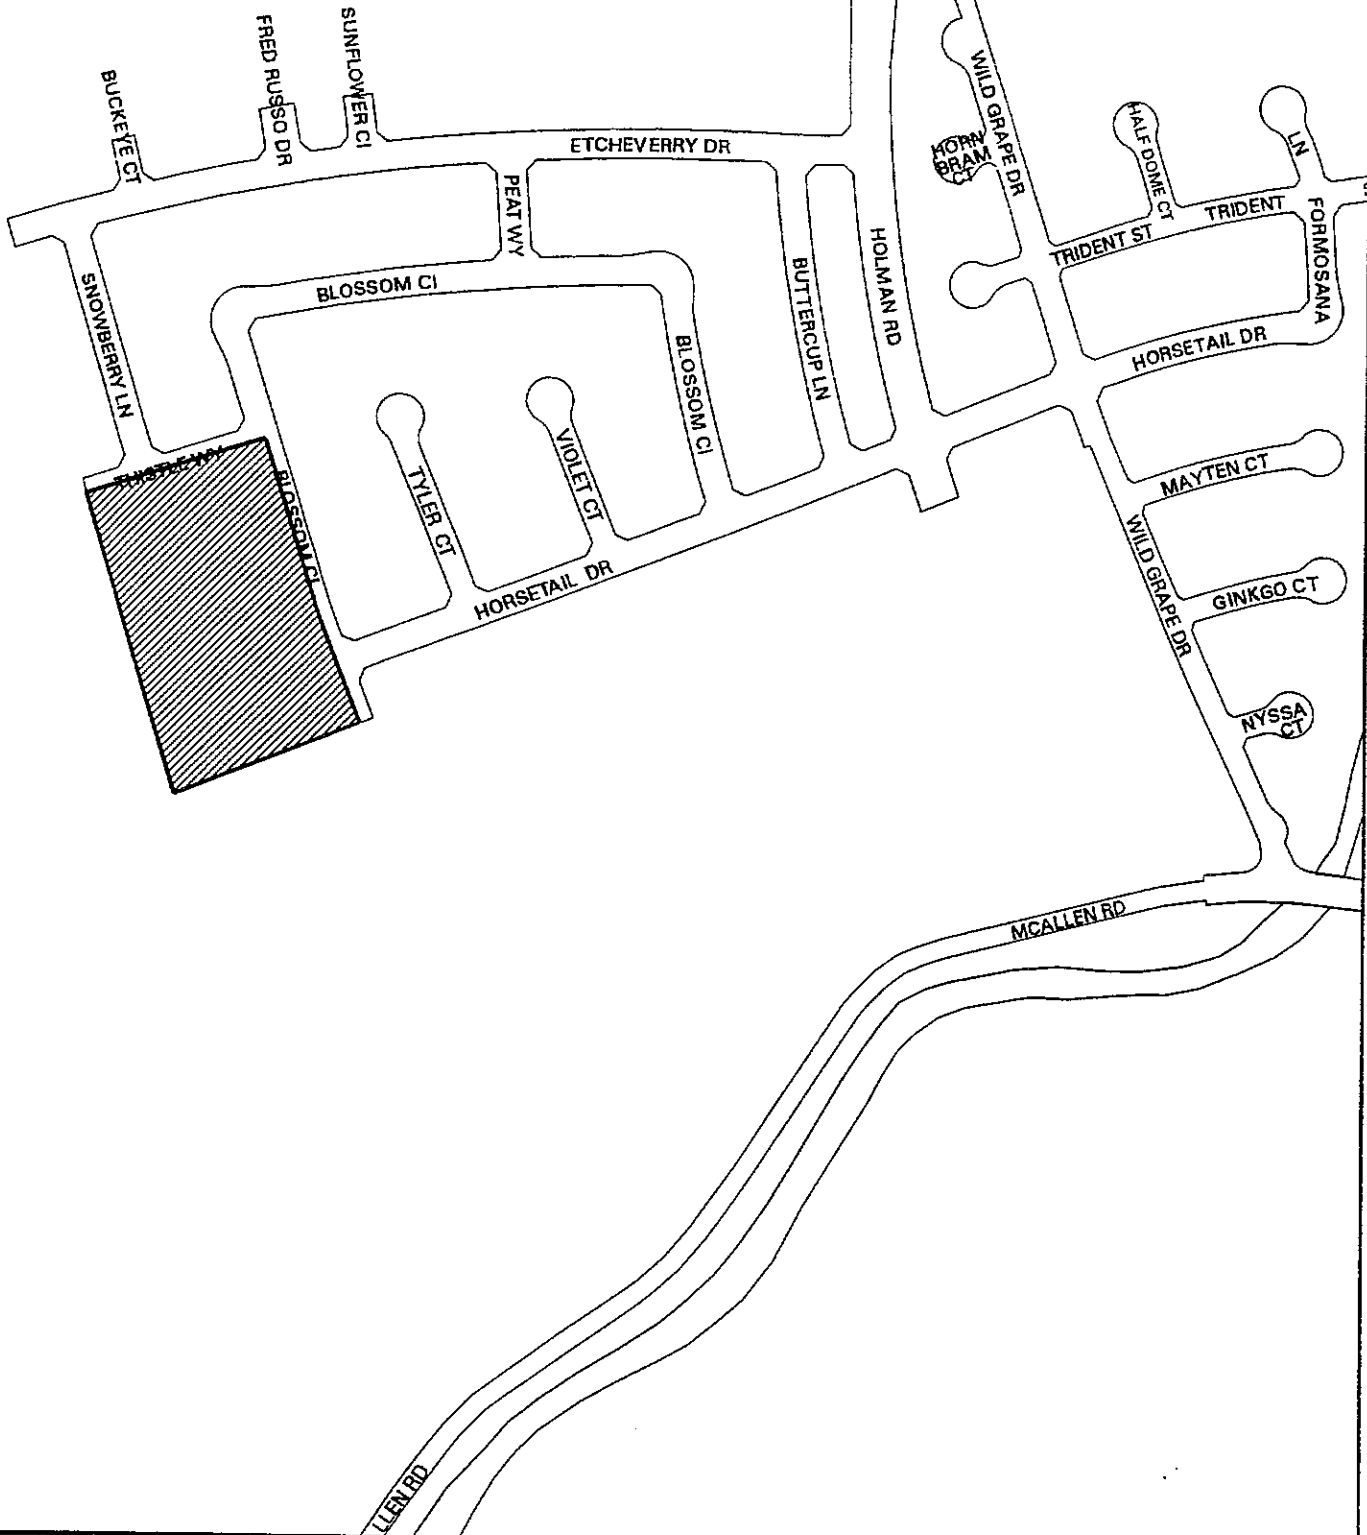 SUNFLOWER CI
FRED RUSSO DR
BUCKEYE CT
ETCHEVERRY DR
PEAT WY
WILD GRAPE DR
HORN
BRAM
CT
HALF DOME CT
LN
TRIDENT
TRIDENT ST
FORMOSANA
SNOWBERRY LN
BLOSSOM CI
BUTTERCUP LN
HOLMAN RD
HORSETAIL DR
BLOSSOM CI
THISTLE WY
BLOSSOM CI
TYLER CT
VIOLET CT
HORSETAIL DR
MAYTEN CT
WILD GRAPE DR
GINKGO CT
NYSSA
CT
MCALLEN RD
LLEN RD